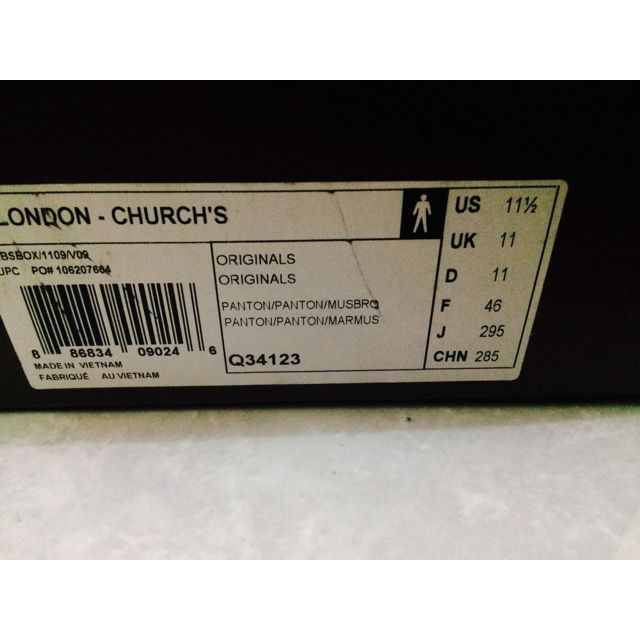 LONDON - CHURCH'S
BSBOX/1109/V09
UPC PO# 106207664
8 86834 09024 6
MADE IN VIETNAM
FABRIQUÉ AU VIETNAM
ORIGINALS
ORIGINALS
PANTON/PANTON/MUSBRO
PANTON/PANTON/MARMUS
Q34123
US 11½
UK 11
D 11
F 46
J 295
CHN 285